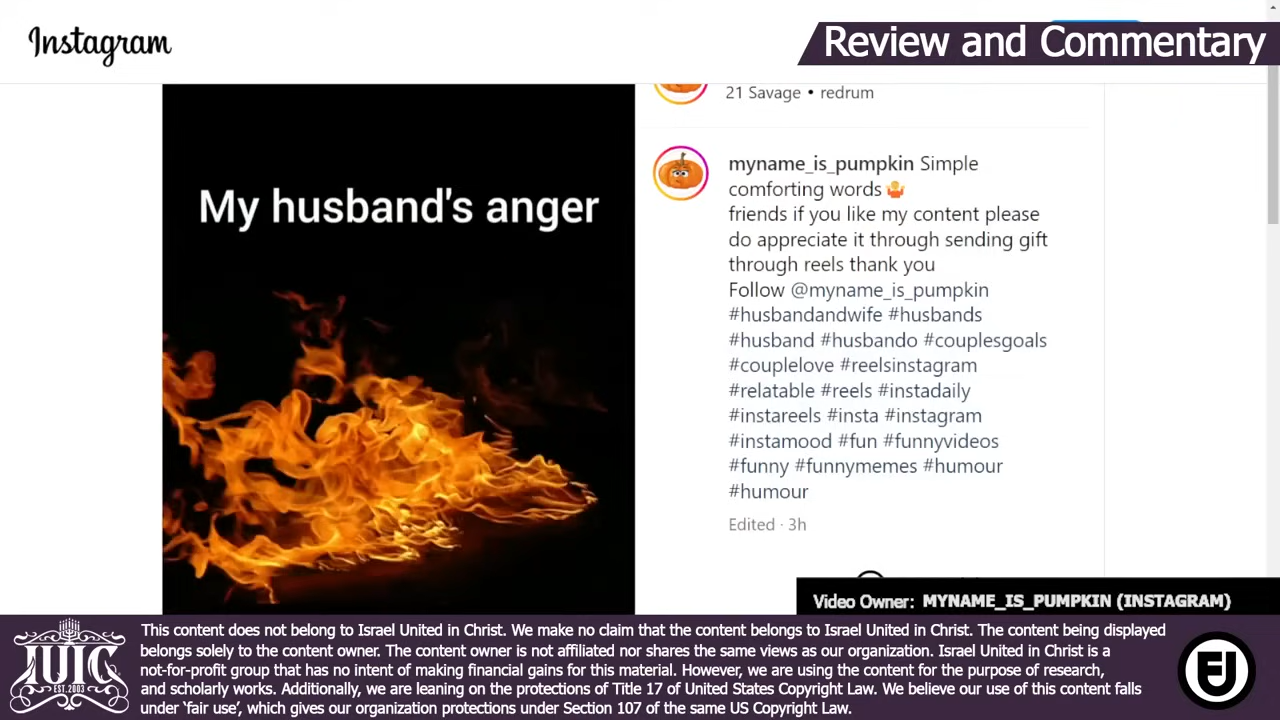 Instagram
Review and Commentary
21 Savage • redrum
My husband's anger
myname_is_pumpkin Simple
comforting words🤷
friends if you like my content please
do appreciate it through sending gift
through reels thank you
Follow @myname_is_pumpkin
#husbandandwife #husbands
#husband #husbando #couplesgoals
#couplelove #reelsinstagram
#relatable #reels #instadaily
#instareels #insta #instagram
#instamood #fun #funnyvideos
#funny #funnymemes #humour
#humour
Edited · 3h
Video Owner: MYNAME_IS_PUMPKIN (INSTAGRAM)
IUIC
EST. 2003
This content does not belong to Israel United in Christ. We make no claim that the content belongs to Israel United in Christ. The content being displayed
belongs solely to the content owner. The content owner is not affiliated nor shares the same views as our organization. Israel United in Christ is a
not-for-profit group that has no intent of making financial gains for this material. However, we are using the content for the purpose of research,
and scholarly works. Additionally, we are leaning on the protections of Title 17 of United States Copyright Law. We believe our use of this content falls
under ‘fair use’, which gives our organization protections under Section 107 of the same US Copyright Law.